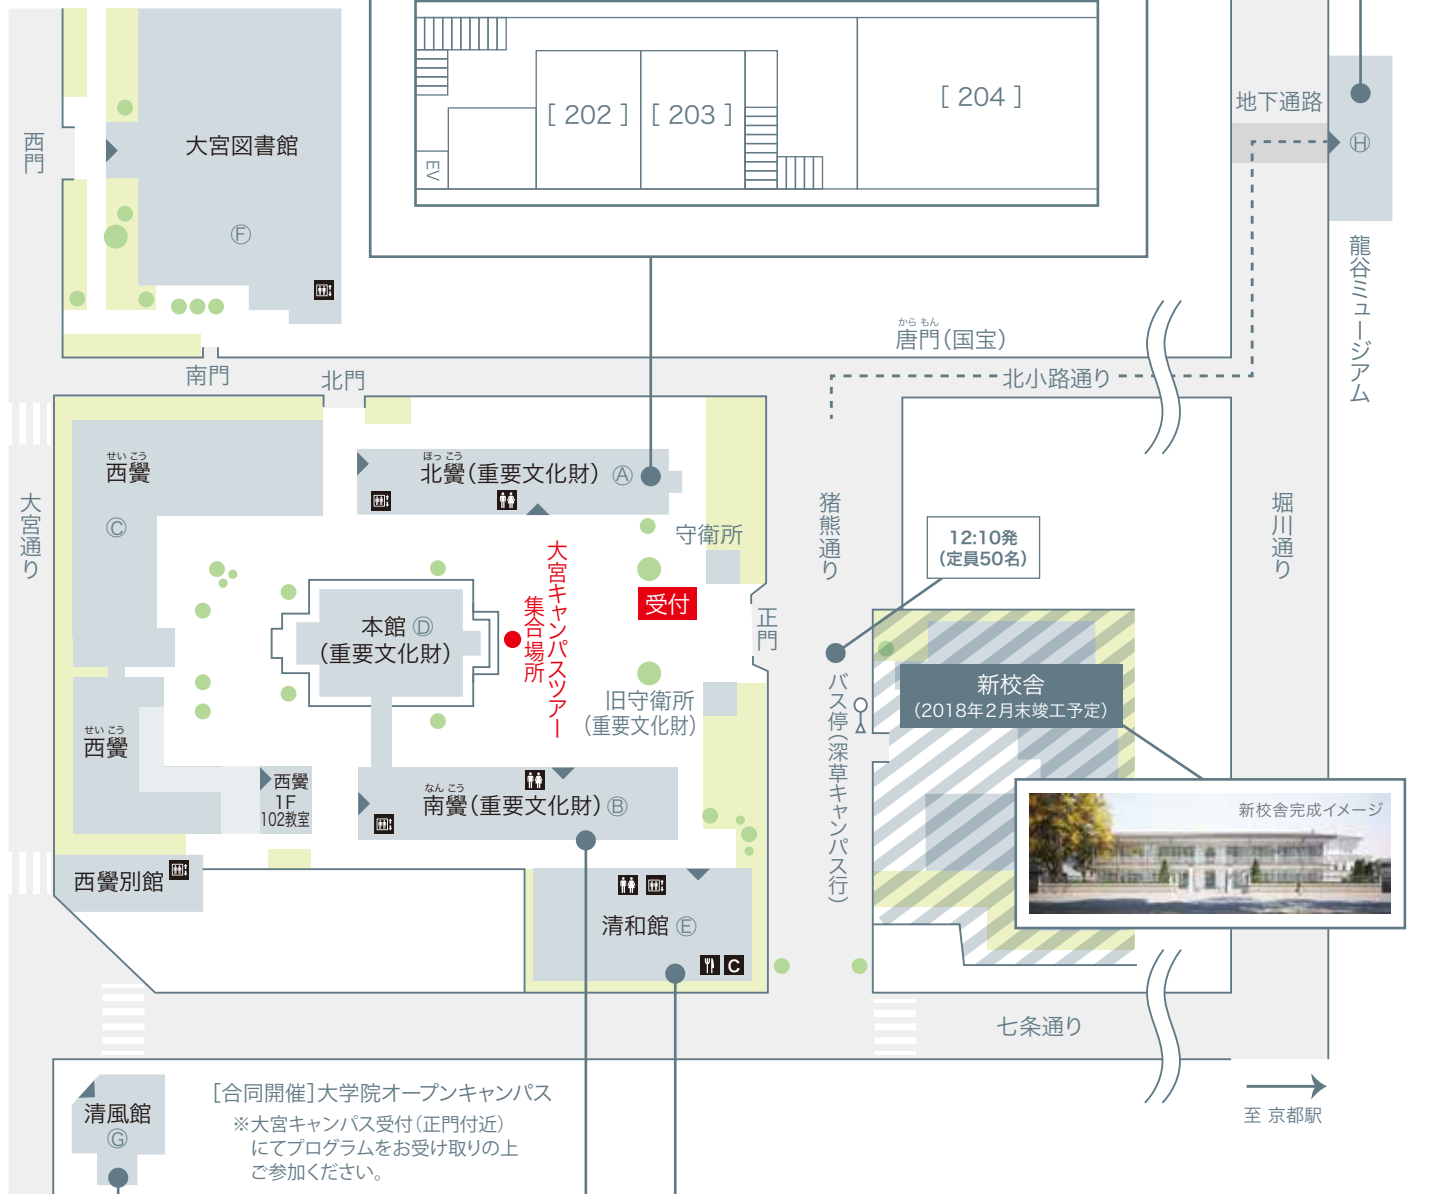 [ 202 ]
[ 203 ]
[ 204 ]
EV
地下通路
Ⓗ
龍谷ミュージアム
西門
大宮図書館
Ⓕ
から もん
唐門(国宝)
北小路通り
南門
北門
せい こう
西黌
Ⓒ
ほっ こう
北黌(重要文化財) Ⓐ
守衛所
大宮通り
猪熊通り
堀川通り
12:10発
(定員50名)
大宮キャンパスツアー
集合場所
受付
正門
本館 Ⓓ
(重要文化財)
旧守衛所
(重要文化財)
バス停(深草キャンパス行)
新校舎
(2018年2月末竣工予定)
新校舎完成イメージ
せい こう
西黌
西黌
1F
102教室
なん こう
南黌(重要文化財) Ⓑ
西黌別館
清和館 Ⓔ
C
七条通り
至 京都駅
清風館
Ⓖ
[合同開催]大学院オープンキャンパス
※大宮キャンパス受付(正門付近)
にてプログラムをお受け取りの上
ご参加ください。